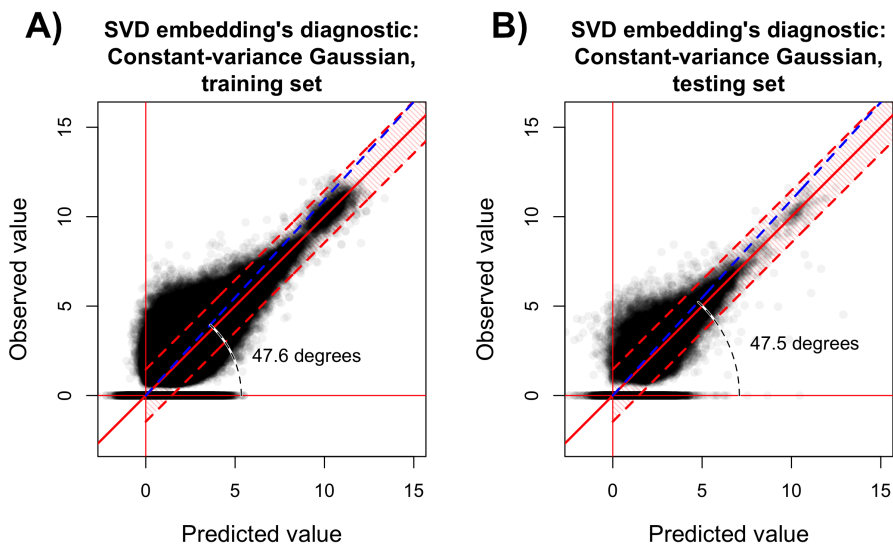 A)
SVD embedding's diagnostic:
Constant-variance Gaussian,
training set
15
10
5
0
Observed value
47.6 degrees
0
5
10
15
Predicted value
B)
SVD embedding's diagnostic:
Constant-variance Gaussian,
testing set
15
10
5
0
Observed value
47.5 degrees
0
5
10
15
Predicted value